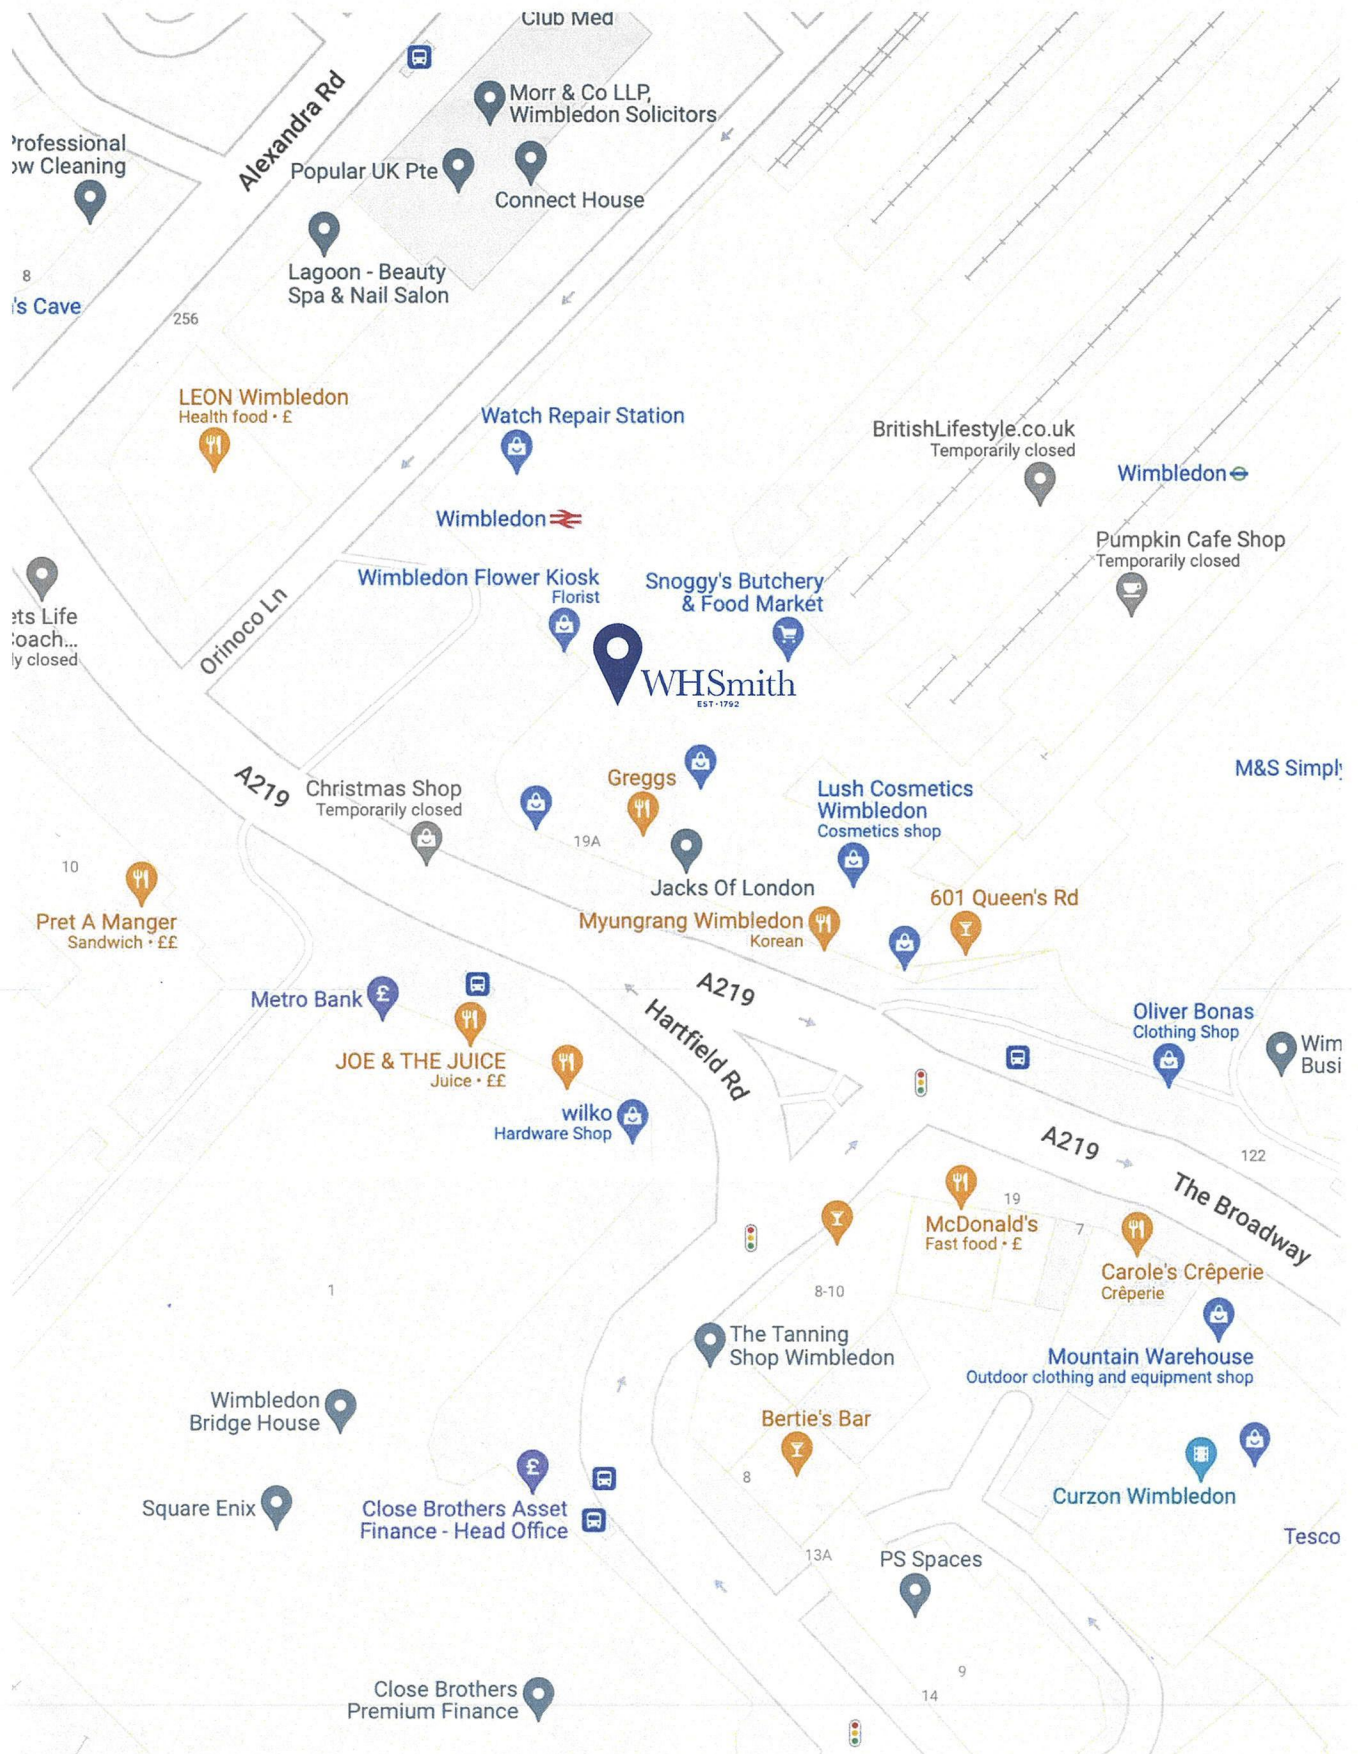 Club Med
Morr & Co LLP,
Wimbledon Solicitors
Alexandra Rd
Professional
ow Cleaning
Popular UK Pte
Connect House
Lagoon - Beauty
Spa & Nail Salon
8
's Cave
256
LEON Wimbledon
Health food • £
Watch Repair Station
BritishLifestyle.co.uk
Temporarily closed
Wimbledon
Wimbledon
Pumpkin Cafe Shop
Temporarily closed
Wimbledon Flower Kiosk
Florist
Snoggy's Butchery
& Food Market
ets Life
Coach...
ly closed
Orinoco Ln
WHSmith
EST • 1792
A219
Christmas Shop
Temporarily closed
Greggs
M&S Simply
Lush Cosmetics
Wimbledon
Cosmetics shop
19A
10
Jacks Of London
601 Queen's Rd
Pret A Manger
Sandwich • ££
Myungrang Wimbledon
Korean
A219
Metro Bank
£
Hartfield Rd
Oliver Bonas
Clothing Shop
Wim
Busi
JOE & THE JUICE
Juice • ££
wilko
Hardware Shop
A219
122
The Broadway
19
7
McDonald's
Fast food • £
Carole's Crêperie
Crêperie
1
8-10
The Tanning
Shop Wimbledon
Mountain Warehouse
Outdoor clothing and equipment shop
Wimbledon
Bridge House
Bertie's Bar
8
£
Curzon Wimbledon
Square Enix
Close Brothers Asset
Finance - Head Office
Tesco
13A
PS Spaces
9
14
Close Brothers
Premium Finance